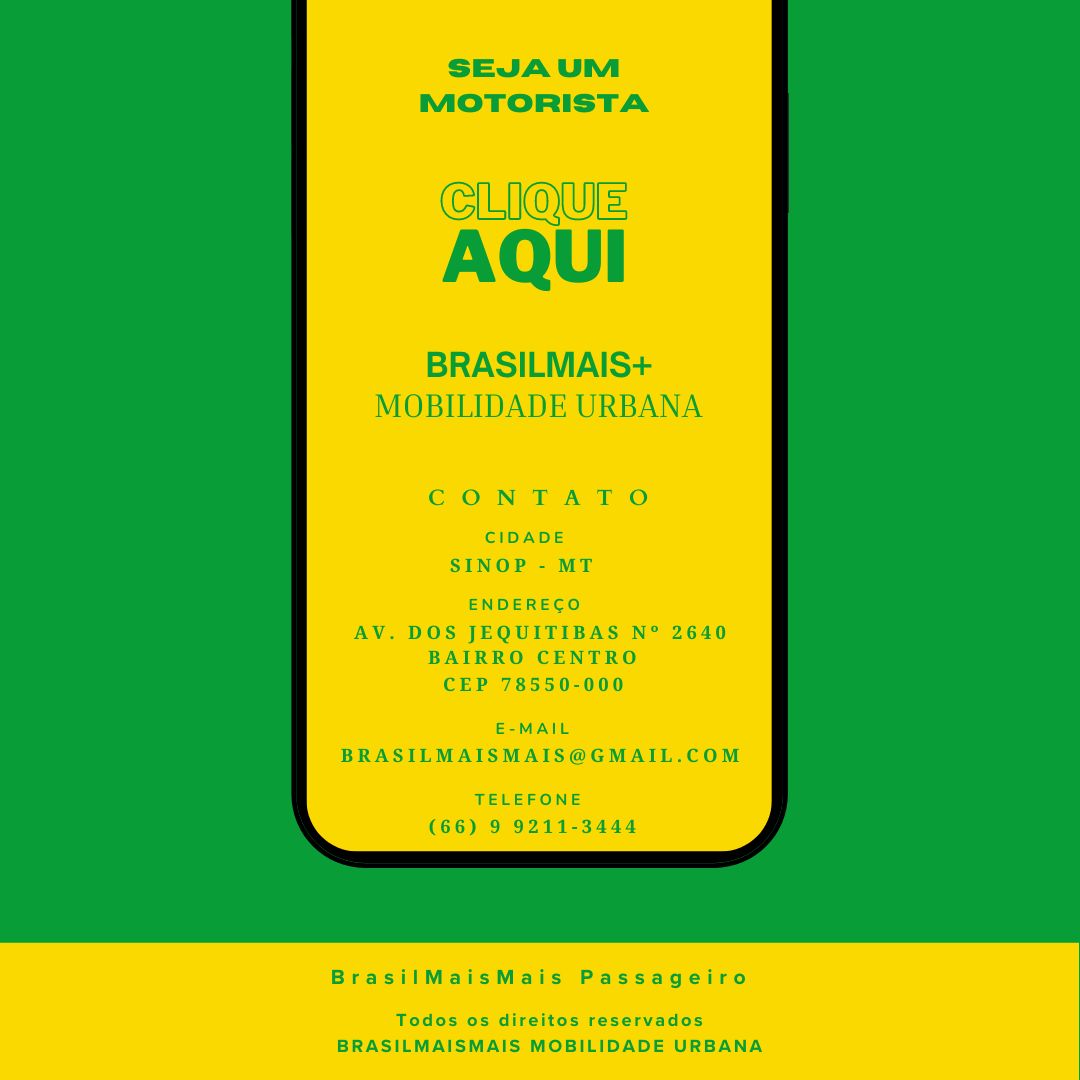 SEJA UM
MOTORISTA
CLIQUE
AQUI
BRASILMAIS+
MOBILIDADE URBANA
CONTATO
CIDADE
SINOP - MT
ENDEREÇO
AV. DOS JEQUITIBAS Nº 2640
BAIRRO CENTRO
CEP 78550-000
E-MAIL
BRASILMAISMAIS@GMAIL.COM
TELEFONE
(66) 9 9211-3444
BrasilMaisMais Passageiro
Todos os direitos reservados
BRASILMAISMAIS MOBILIDADE URBANA